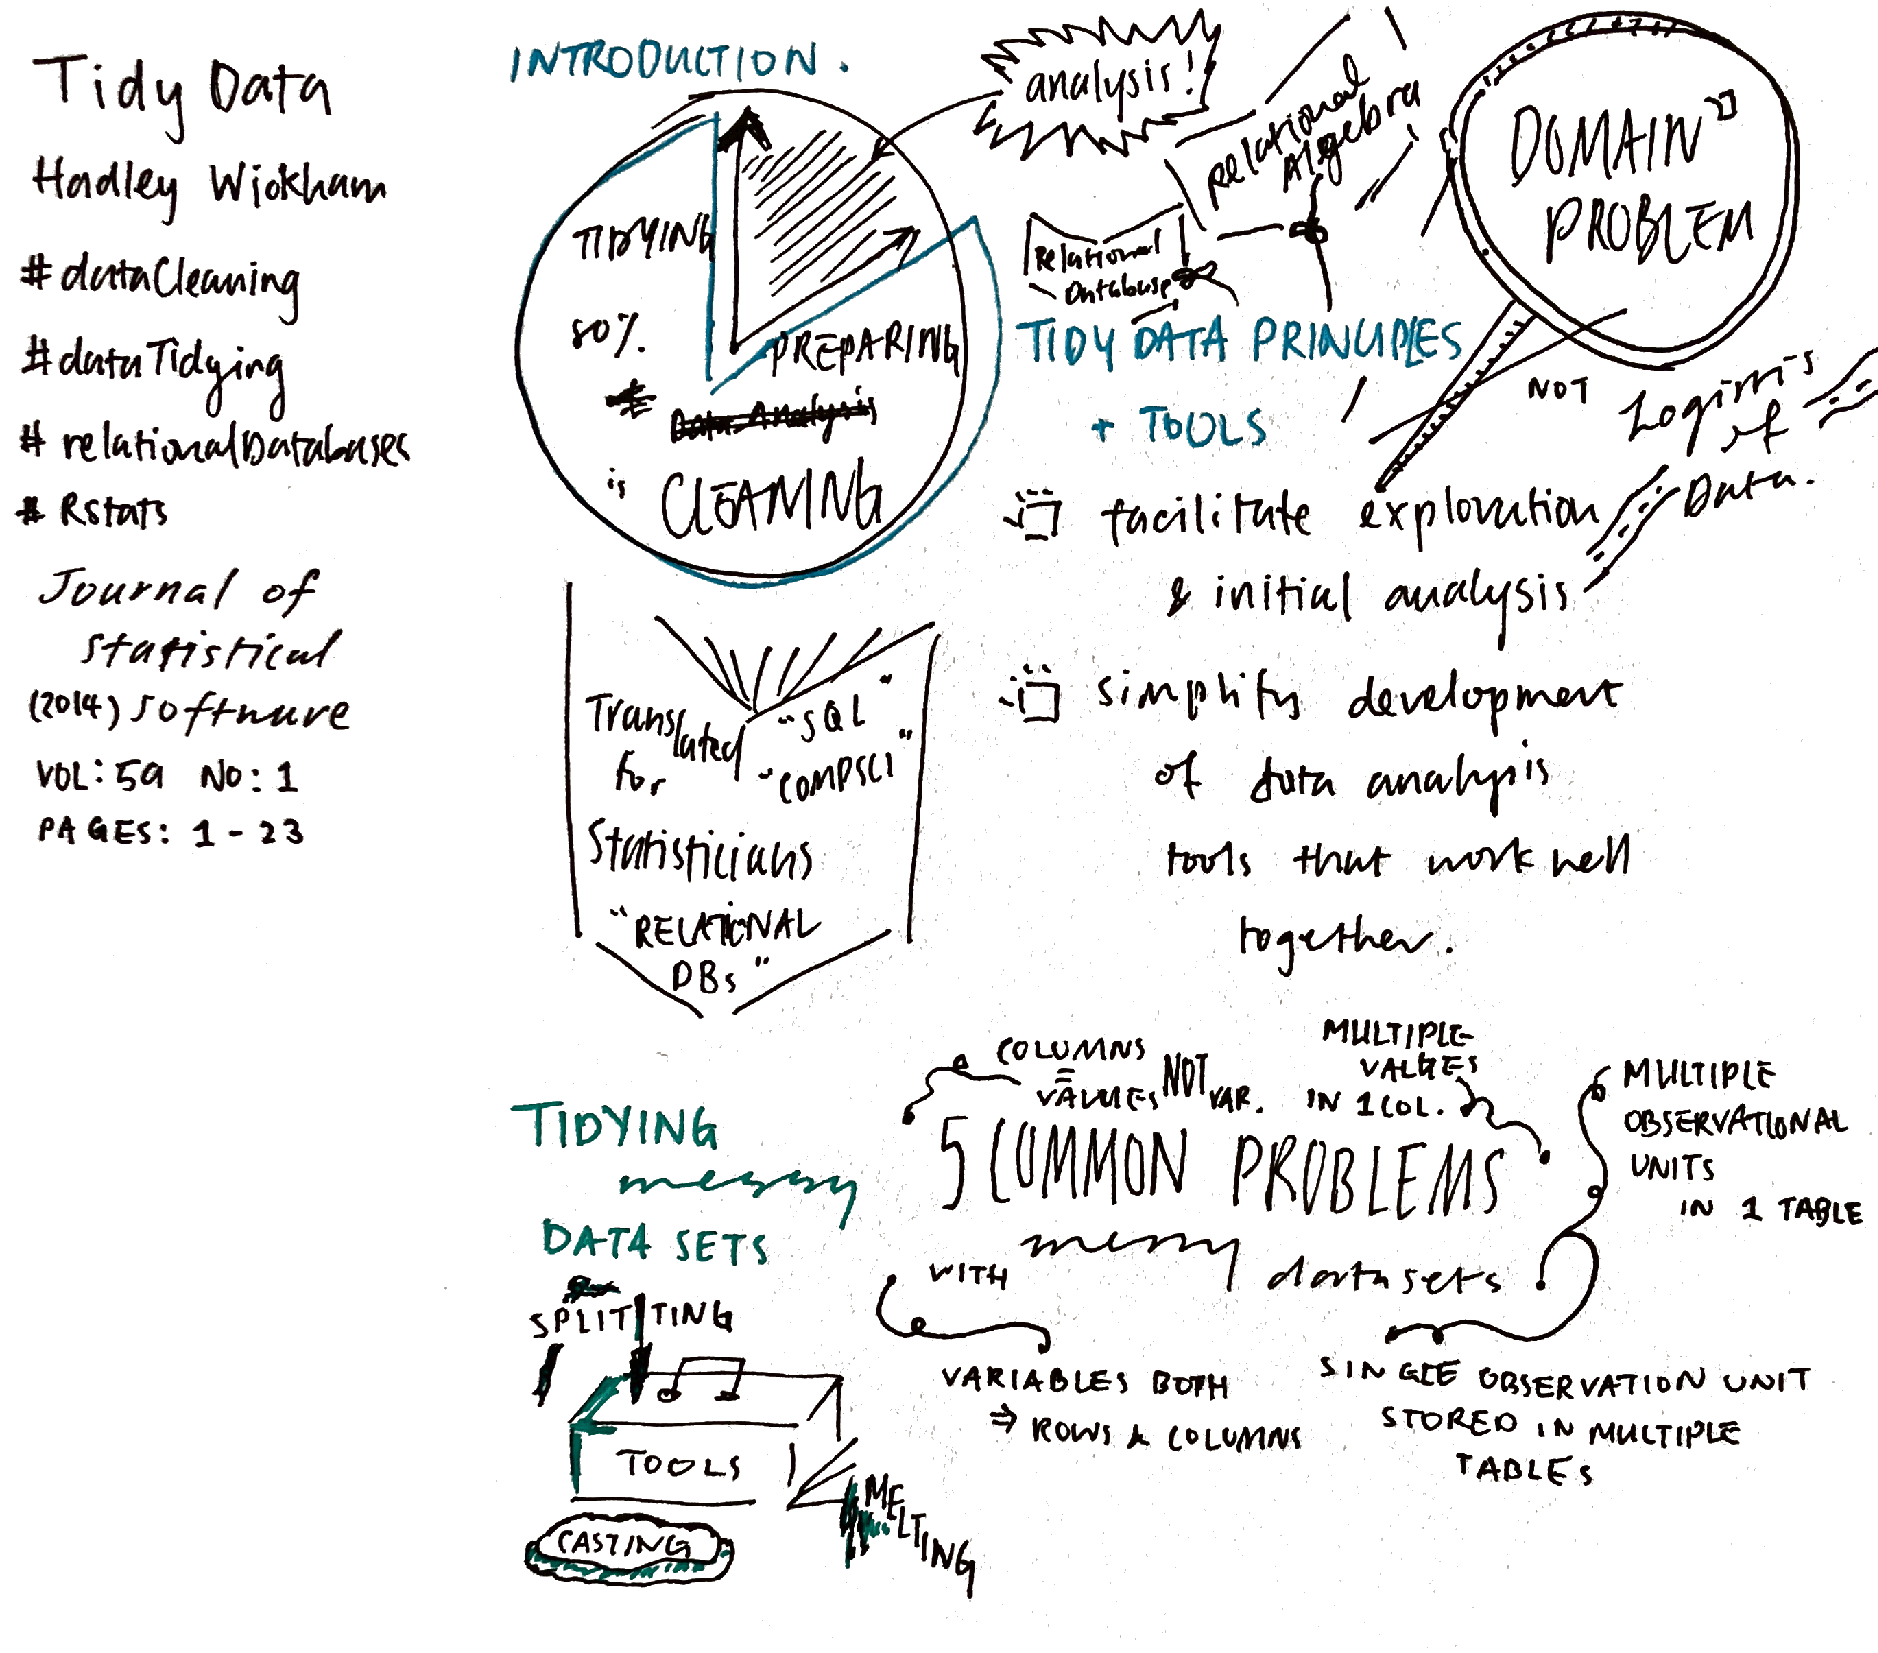 Tidy Data
Hadley Wickham
#dataCleaning
#dataTidying
#relationalDatabases
#Rstats
Journal of
statistical
(2014) software
VOL: 59 NO: 1
PAGES: 1 - 23
INTRODUCTION.
analysis!
TIDYING
80%
PREPARING
Data Analysis
is CLEANING
Relational
Algebra
Relational
Database
DOMAIN
PROBLEM
NOT
Logistics
of
Data.
TIDY DATA PRINCIPLES
+ TOOLS
facilitate exploration
& initial analysis
simplify development
of data analysis
tools that work well
together.
Translated
for
"SQL"
"COMPSCI"
Statisticians
"RELATIONAL
DBs"
TIDYING
messy
DATA SETS
SPLITTING
TOOLS
CASTING
MELTING
COLUMNS
=
VALUES NOT VAR.
MULTIPLE
VALUES
IN 1 COL.
MULTIPLE
OBSERVATIONAL
UNITS
IN 1 TABLE
5 COMMON PROBLEMS
WITH messy datasets
VARIABLES BOTH
⇒ ROWS & COLUMNS
SINGLE OBSERVATION UNIT
STORED IN MULTIPLE
TABLES